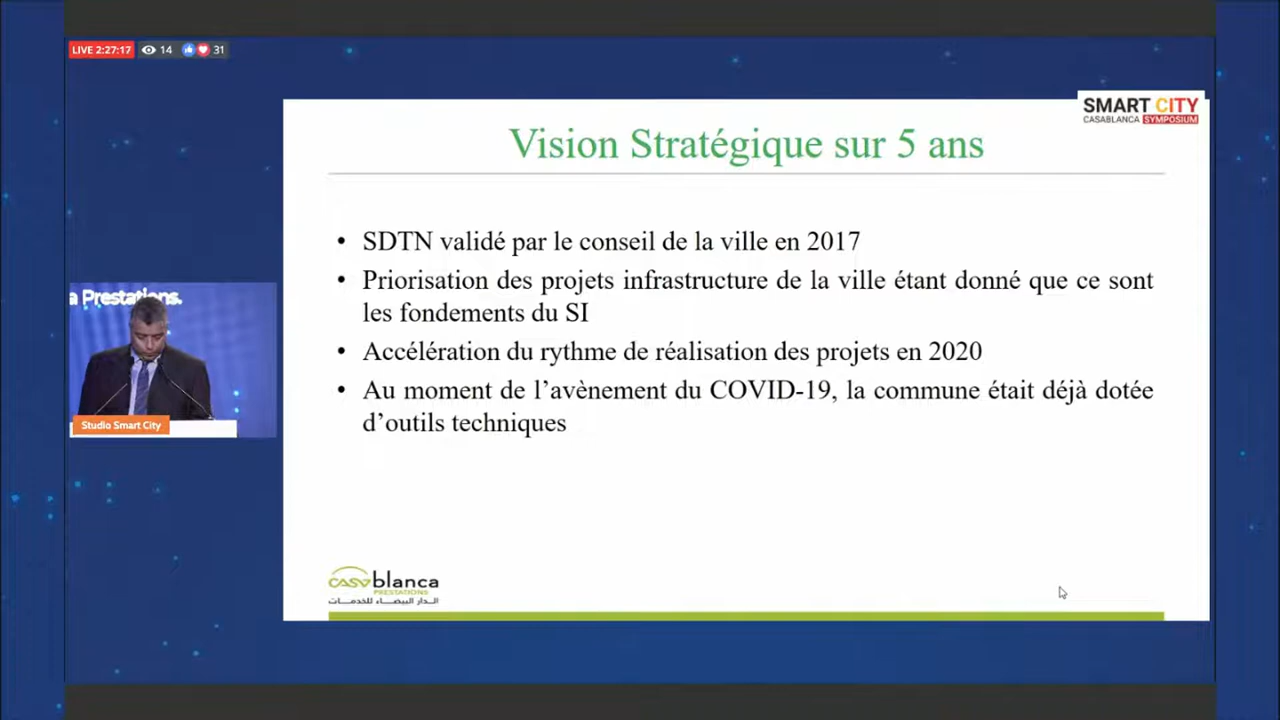 LIVE 2:27:17
14
31
SMART CITY
CASABLANCA SYMPOSIUM
Vision Stratégique sur 5 ans
• SDTN validé par le conseil de la ville en 2017
• Priorisation des projets infrastructure de la ville étant donné que ce sont
les fondements du SI
• Accélération du rythme de réalisation des projets en 2020
• Au moment de l’avènement du COVID-19, la commune était déjà dotée
d’outils techniques
a Prestations.
Studio Smart City
CASAblanca
PRESTATIONS
الدار البيضاء للخدمات